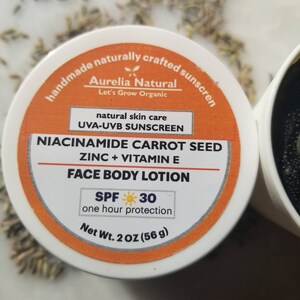 handmade naturally crafted sunscren
Aurelia Natural
Let's Grow Organic
natural skin care
UVA-UVB SUNSCREEN
NIACINAMIDE CARROT SEED
ZINC + VITAMIN E
FACE BODY LOTION
SPF 30
one hour protection
Net Wt. 2 OZ (56 g)